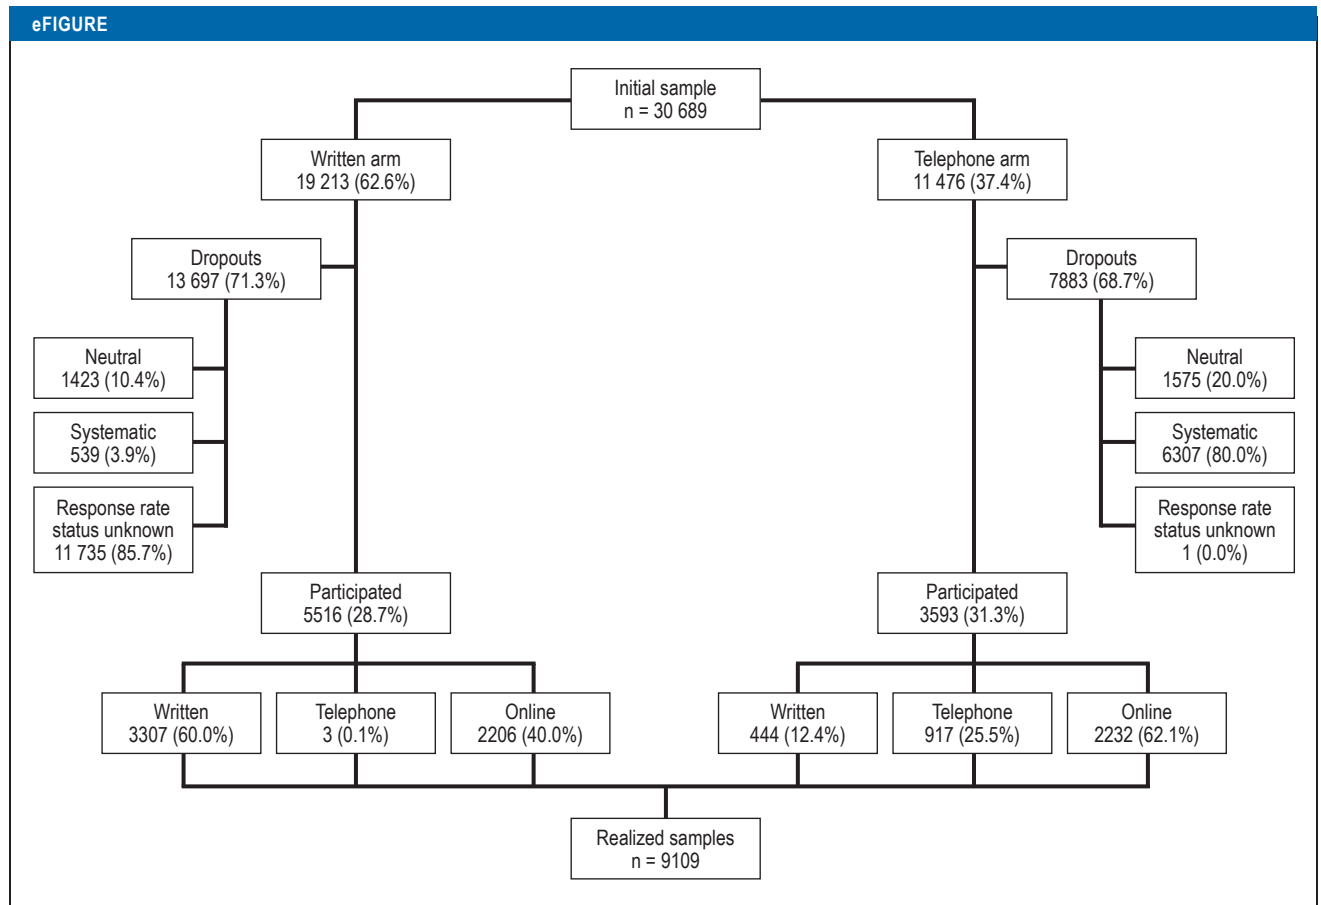 eFIGURE
Initial sample
n = 30 689
Written arm
19 213 (62.6%)
Telephone arm
11 476 (37.4%)
Dropouts
13 697 (71.3%)
Dropouts
7883 (68.7%)
Neutral
1423 (10.4%)
Neutral
1575 (20.0%)
Systematic
539 (3.9%)
Systematic
6307 (80.0%)
Response rate
status unknown
11 735 (85.7%)
Response rate
status unknown
1 (0.0%)
Participated
5516 (28.7%)
Participated
3593 (31.3%)
Written
3307 (60.0%)
Telephone
3 (0.1%)
Online
2206 (40.0%)
Written
444 (12.4%)
Telephone
917 (25.5%)
Online
2232 (62.1%)
Realized samples
n = 9109